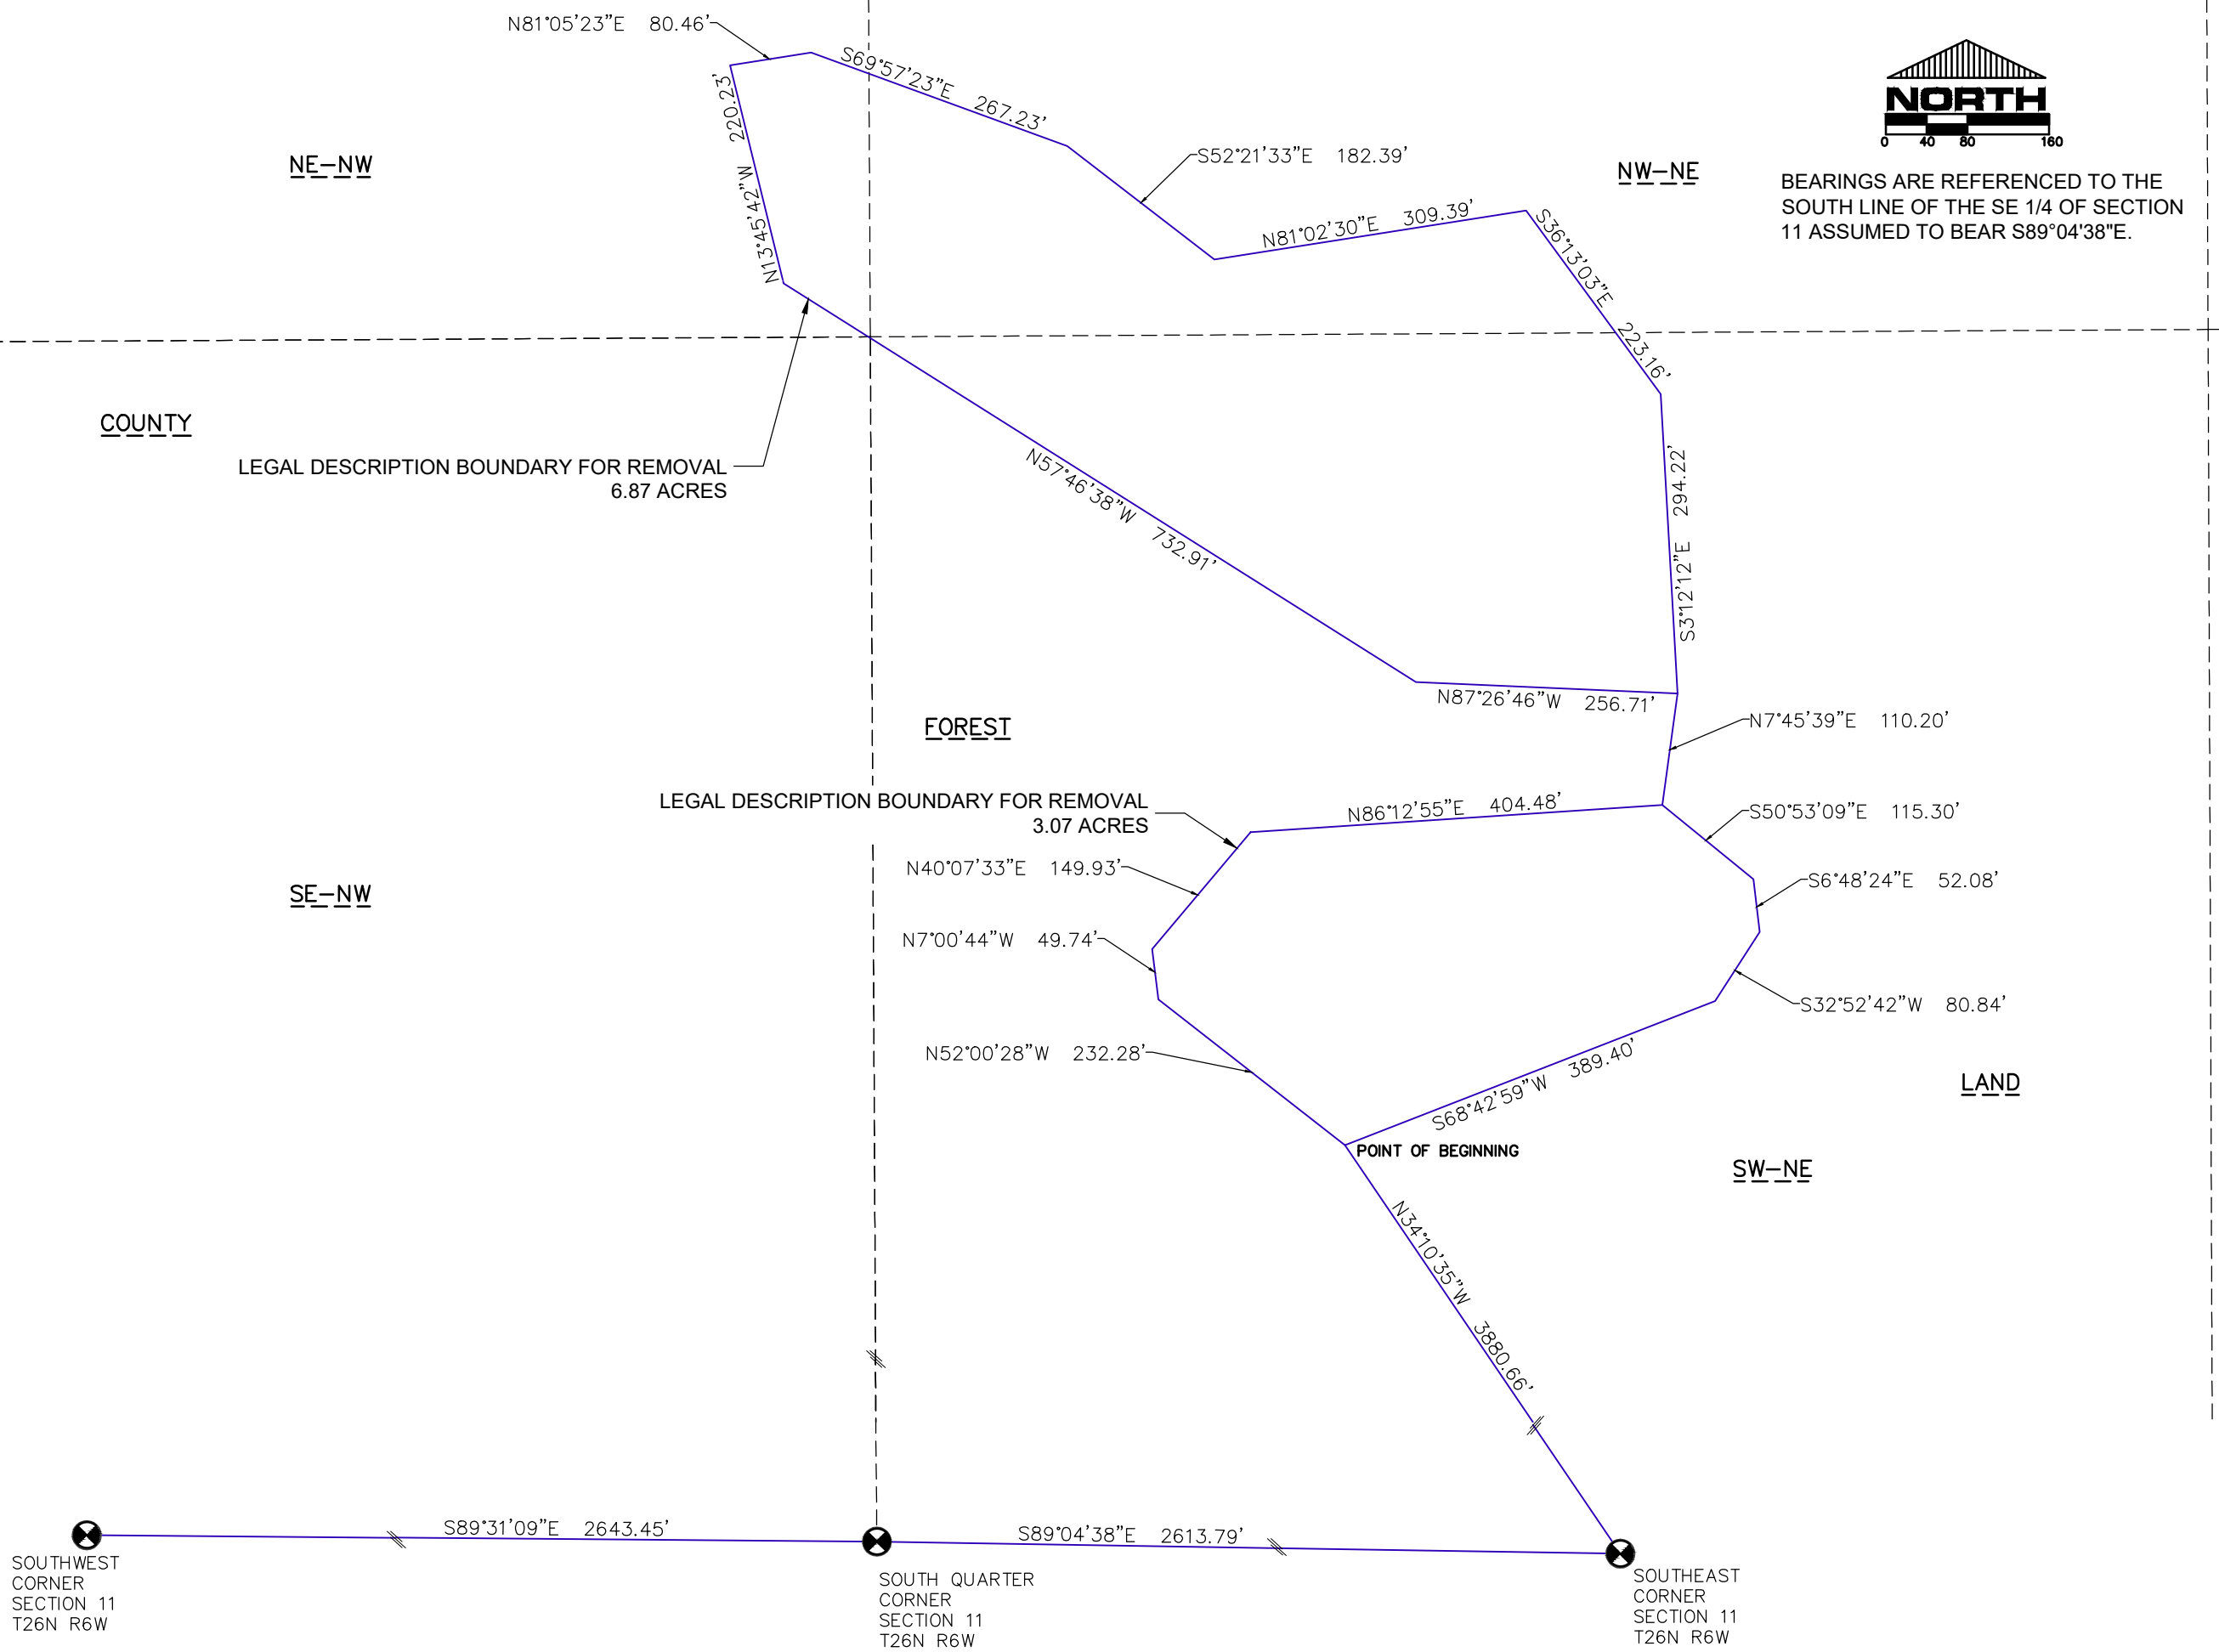 N81°05'23"E 80.46'
S69°57'23"E 267.23'
N13°45'42"W 220.23'
S52°21'33"E 182.39'
N81°02'30"E 309.39'
S36°13'03"E 223.16'
NE-NW
NW-NE
NORTH
0 40 80 160
BEARINGS ARE REFERENCED TO THE
SOUTH LINE OF THE SE 1/4 OF SECTION
11 ASSUMED TO BEAR S89°04'38"E.
COUNTY
LEGAL DESCRIPTION BOUNDARY FOR REMOVAL
6.87 ACRES
N57°46'38"W 732.91'
S3°12'12"E 294.22'
N87°26'46"W 256.71'
FOREST
N7°45'39"E 110.20'
LEGAL DESCRIPTION BOUNDARY FOR REMOVAL
3.07 ACRES
N86°12'55"E 404.48'
S50°53'09"E 115.30'
N40°07'33"E 149.93'
S6°48'24"E 52.08'
SE-NW
N7°00'44"W 49.74'
S32°52'42"W 80.84'
N52°00'28"W 232.28'
S68°42'59"W 389.40'
LAND
POINT OF BEGINNING
SW-NE
N34°10'35"W 3880.66'
S89°31'09"E 2643.45'
S89°04'38"E 2613.79'
SOUTHWEST
CORNER
SECTION 11
T26N R6W
SOUTH QUARTER
CORNER
SECTION 11
T26N R6W
SOUTHEAST
CORNER
SECTION 11
T26N R6W